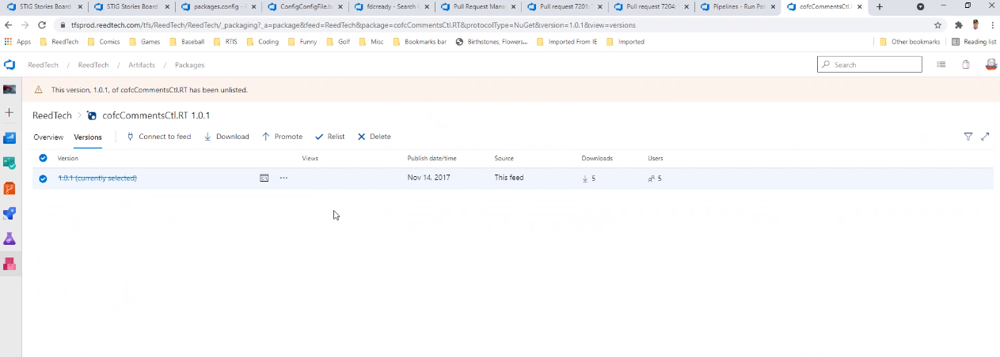 STIG Stories Board
STIG Stories Board
packages.config -
ConfigConfigFile.b
fdcready - Search
Pull Request Mana
Pull request 7201:
Pull request 7204:
Pipelines - Run Pa
cofcCommentsCtl.
tfsprod.reedtech.com/tfs/ReedTech/ReedTech/_packaging?_a=package&feed=ReedTech&package=cofcCommentsCtl.RT&protocolType=NuGet&version=1.0.1&view=versions
Apps ReedTech Comics Games Baseball RTIS Coding Funny Golf Misc Bookmarks bar Birthstones, Flowers... Imported From IE Imported Other bookmarks Reading list
ReedTech / ReedTech / Artifacts / Packages Search
This version, 1.0.1, of cofcCommentsCtl.RT has been unlisted.
ReedTech > cofcCommentsCtl.RT 1.0.1
Overview Versions Connect to feed Download Promote Relist Delete
Version Views Publish date/time Source Downloads Users
1.0.1 (currently selected) ... Nov 14, 2017 This feed 5 5